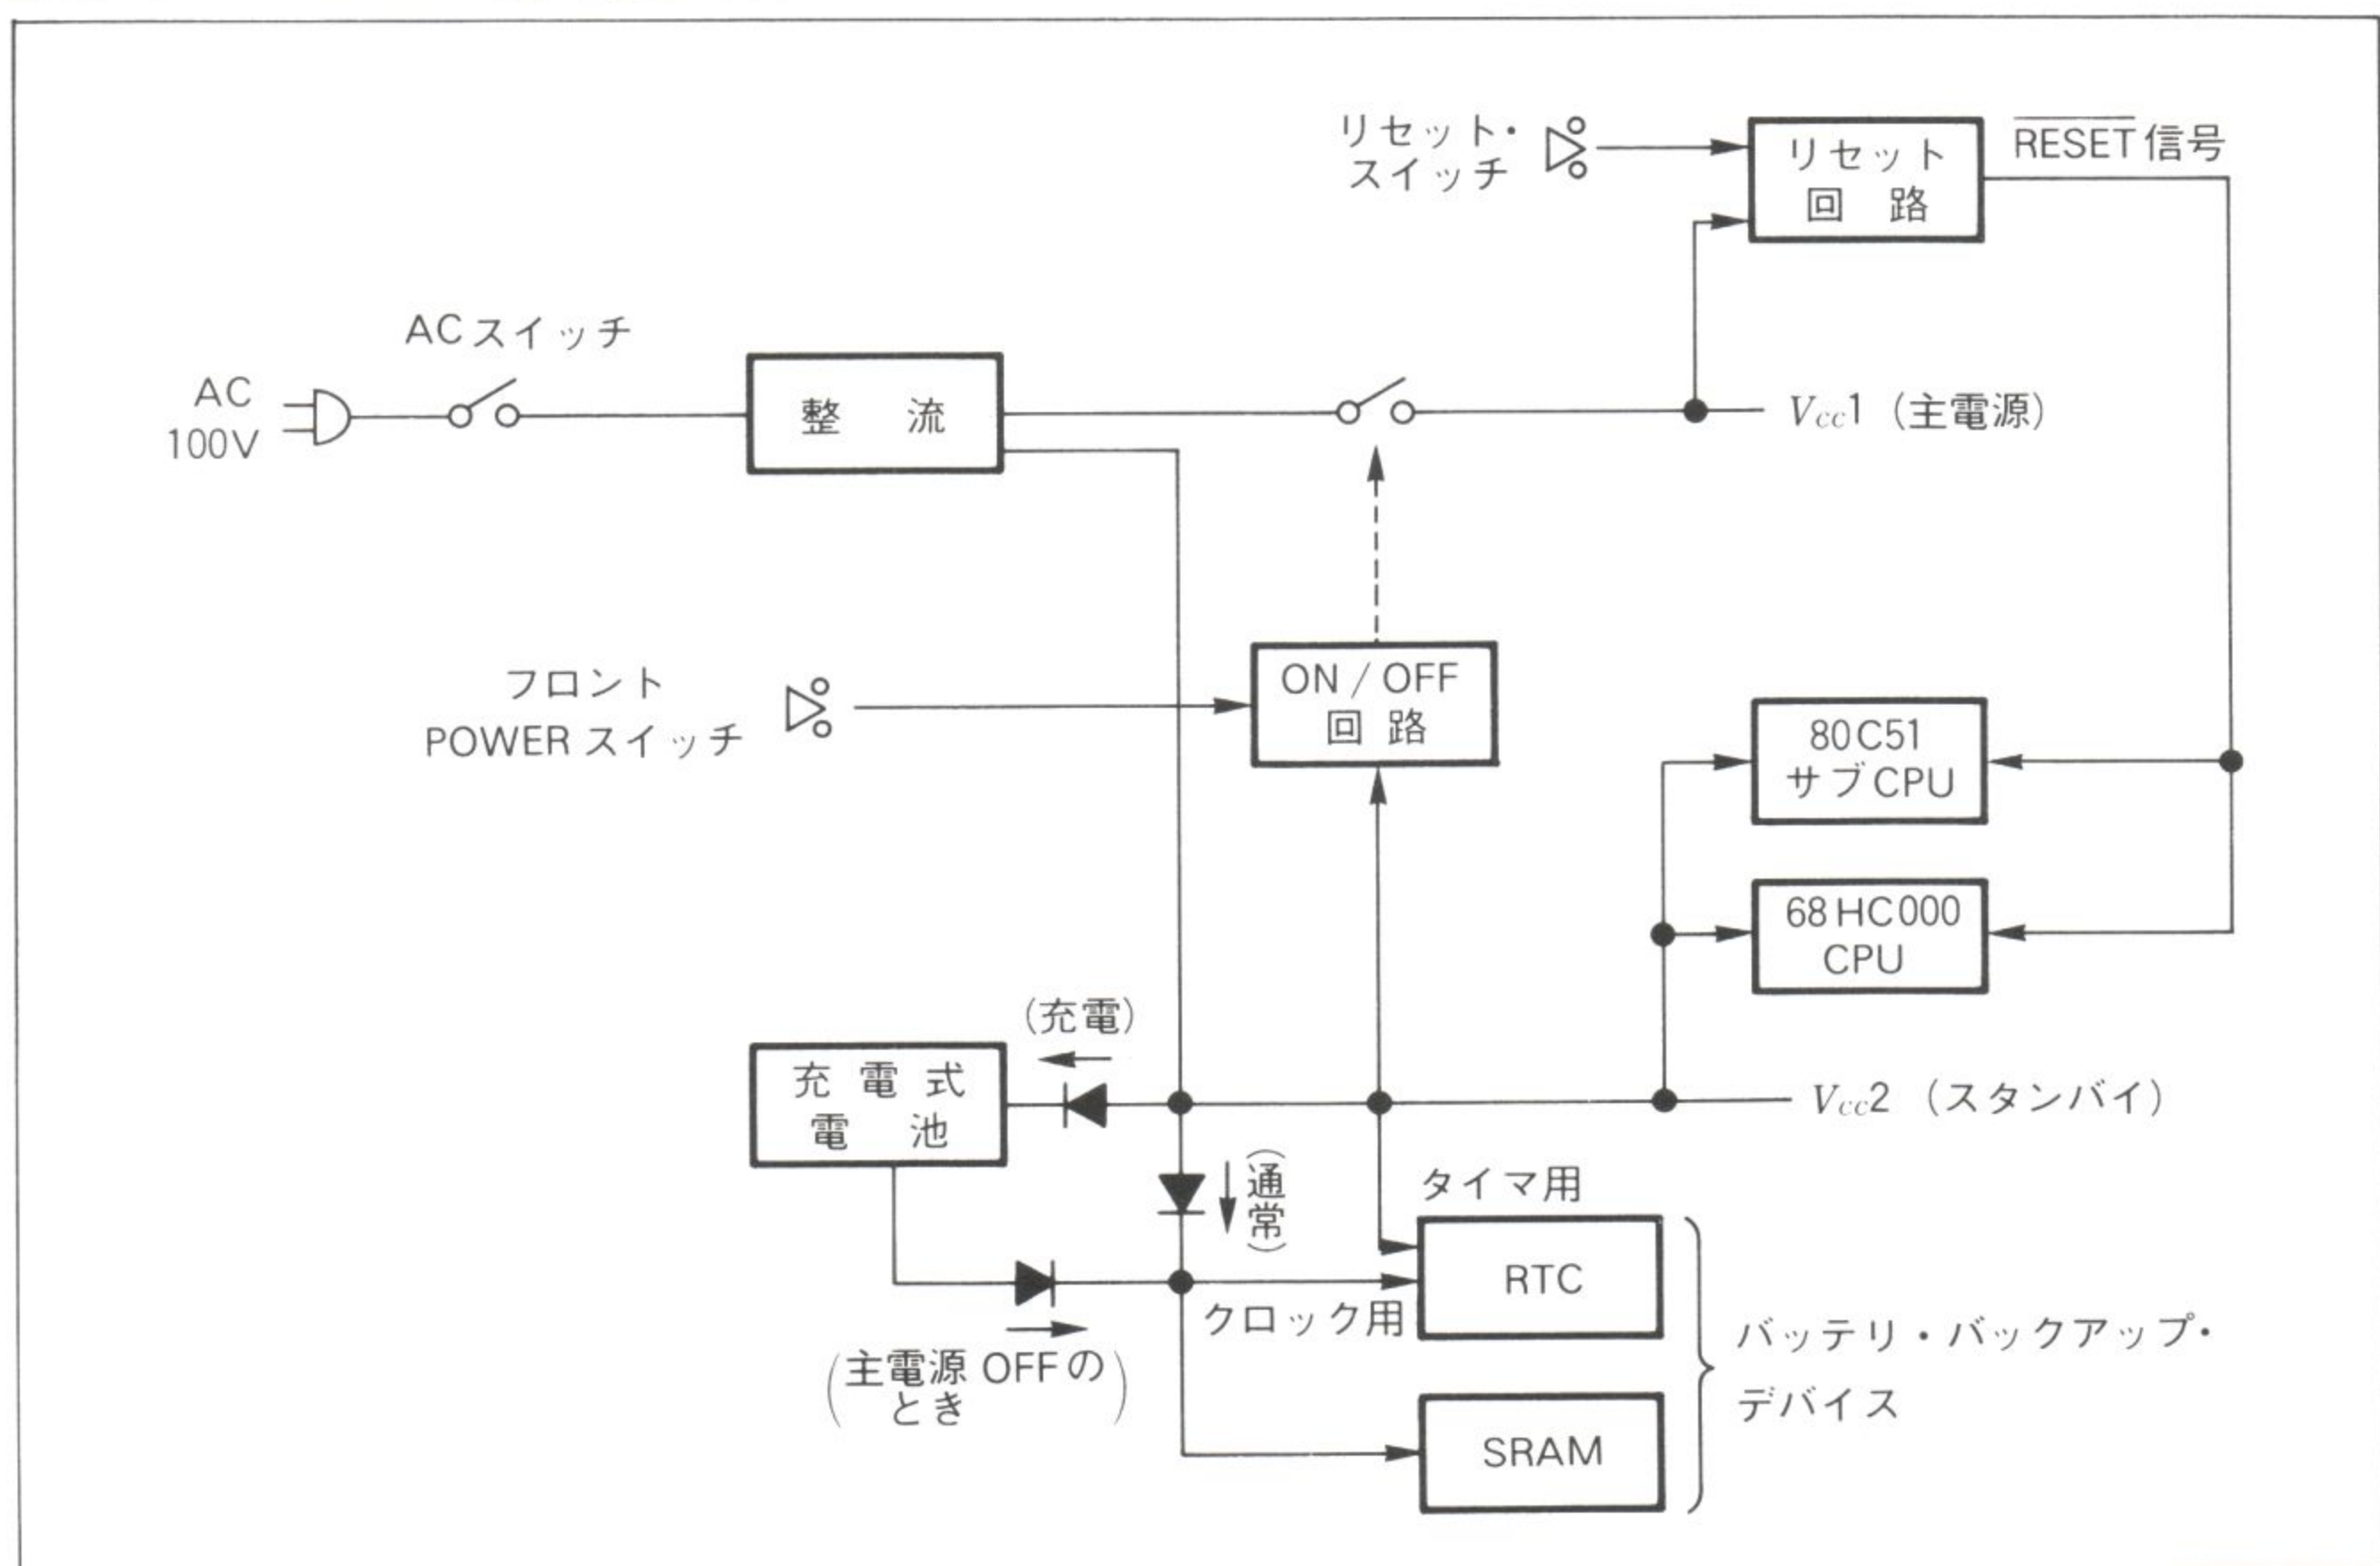 リセット・
スイッチ
リセット
回路
RESET信号
ACスイッチ
AC
100V
整流
Vcc1（主電源）
フロント
POWERスイッチ
ON/OFF
回路
80C51
サブCPU
68HC000
CPU
（充電）
充電式
電池
Vcc2（スタンバイ）
（通常）
タイマ用
RTC
クロック用
（主電源OFFの
とき）
SRAM
バッテリ・バックアップ・
デバイス